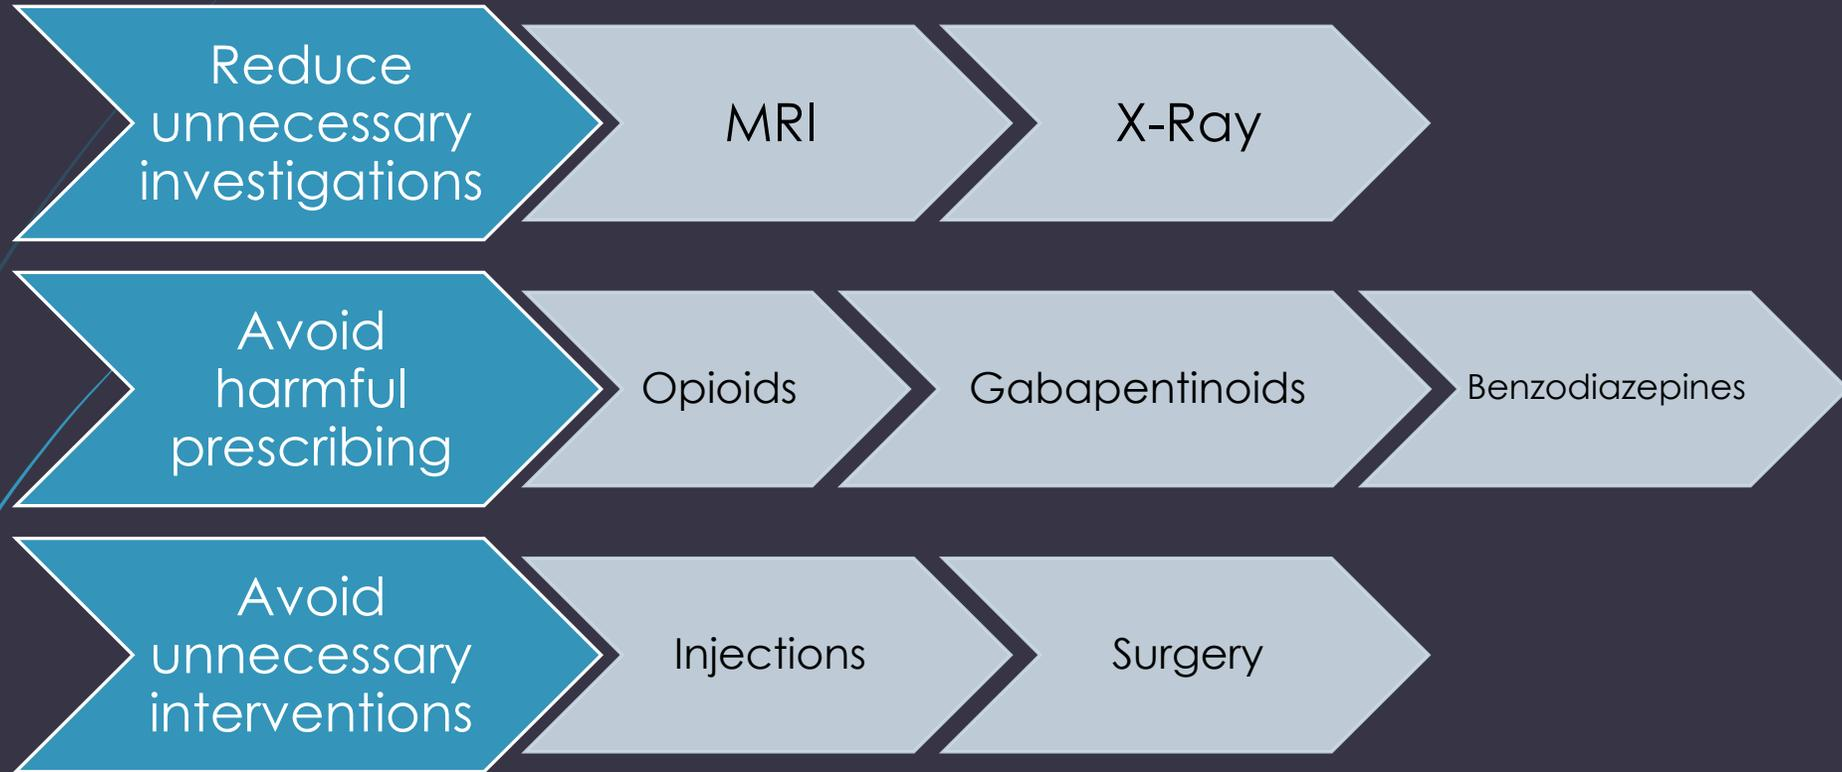 Reduce
unnecessary
investigations
MRI
X-Ray
Avoid
harmful
prescribing
Opioids
Gabapentinoids
Benzodiazepines
Avoid
unnecessary
interventions
Injections
Surgery